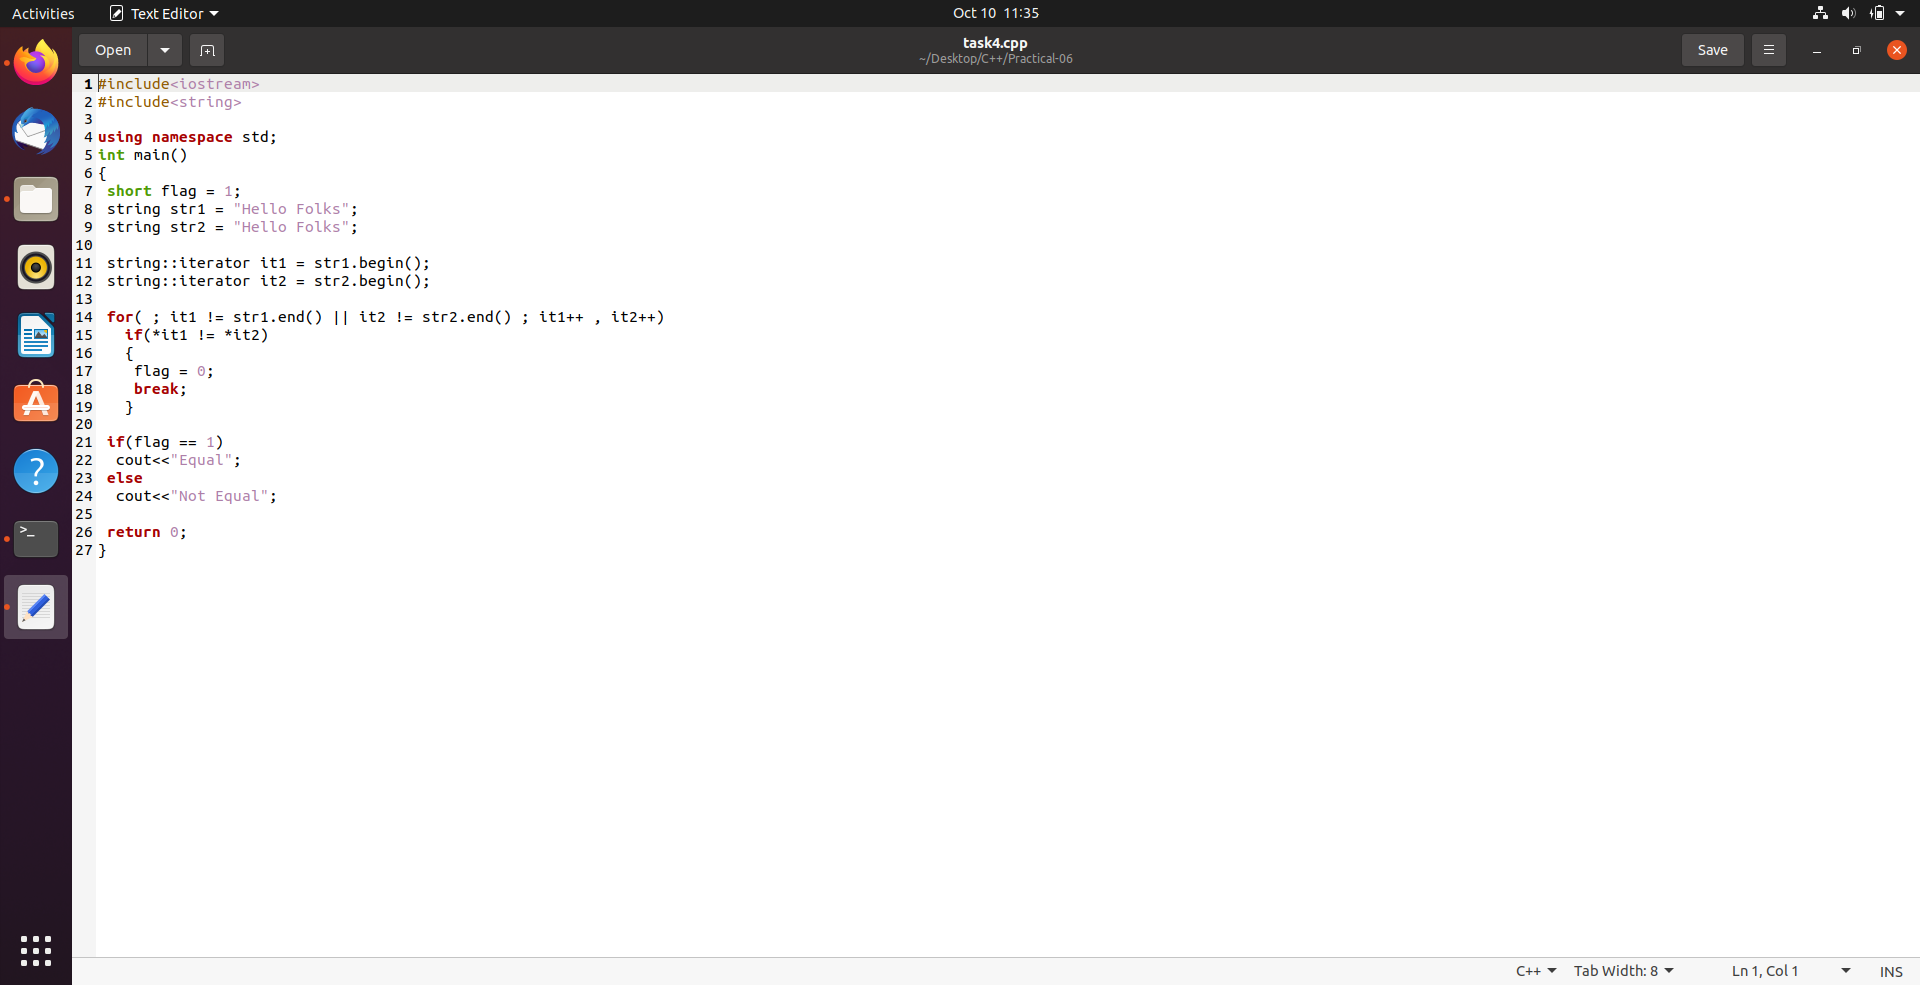 Activities Text Editor Oct 10 11:35
Open task4.cpp Save
~/Desktop/C++/Practical-06
1 #include<iostream>
2 #include<string>
3
4 using namespace std;
5 int main()
6 {
7  short flag = 1;
8  string str1 = "Hello Folks";
9  string str2 = "Hello Folks";
10
11  string::iterator it1 = str1.begin();
12  string::iterator it2 = str2.begin();
13
14  for( ; it1 != str1.end() || it2 != str2.end() ; it1++ , it2++)
15    if(*it1 != *it2)
16    {
17     flag = 0;
18     break;
19    }
20
21  if(flag == 1)
22   cout<<"Equal";
23  else
24   cout<<"Not Equal";
25
26  return 0;
27 }
C++ Tab Width: 8 Ln 1, Col 1 INS